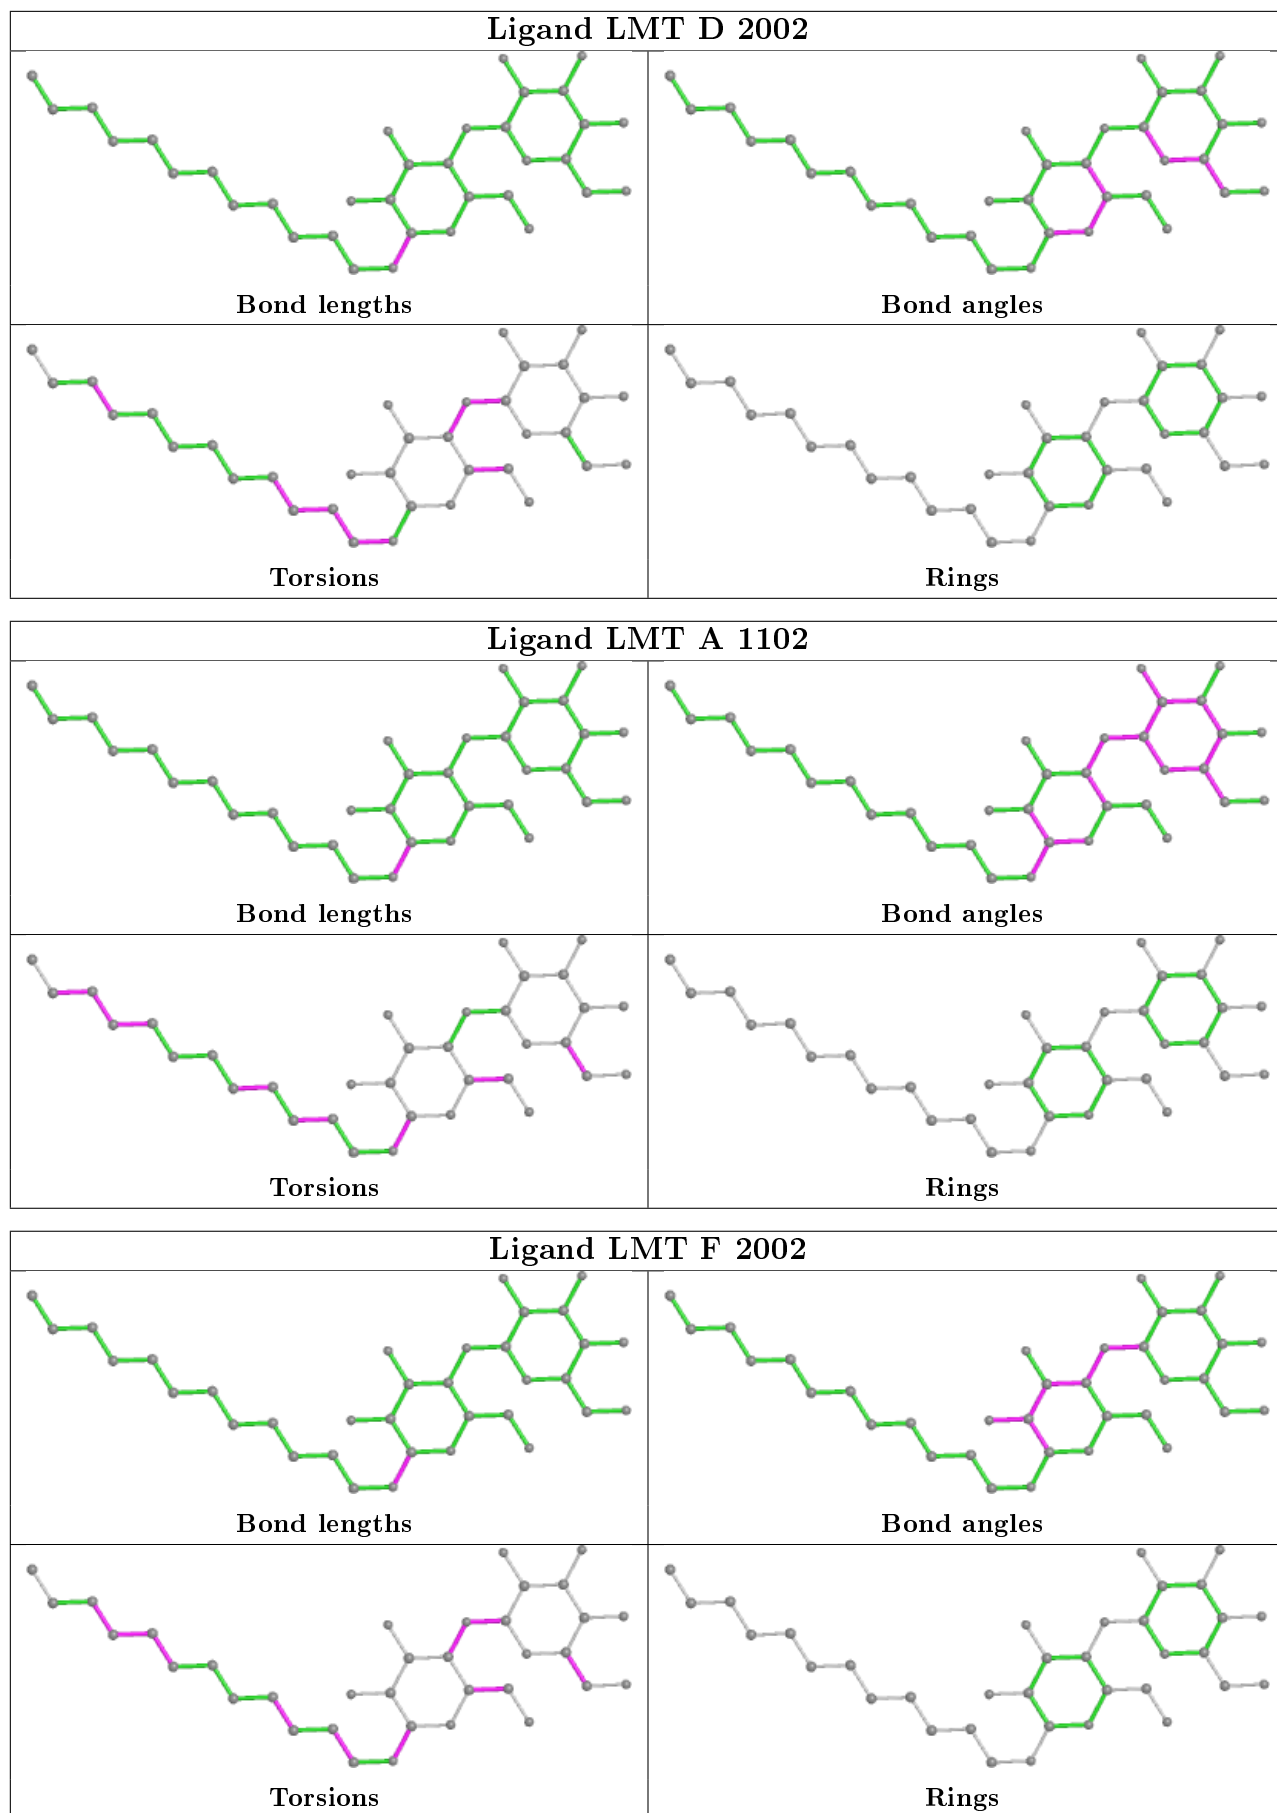 Ligand LMT D 2002
Bond lengths
Bond angles
Torsions
Rings
Ligand LMT A 1102
Bond lengths
Bond angles
Torsions
Rings
Ligand LMT F 2002
Bond lengths
Bond angles
Torsions
Rings